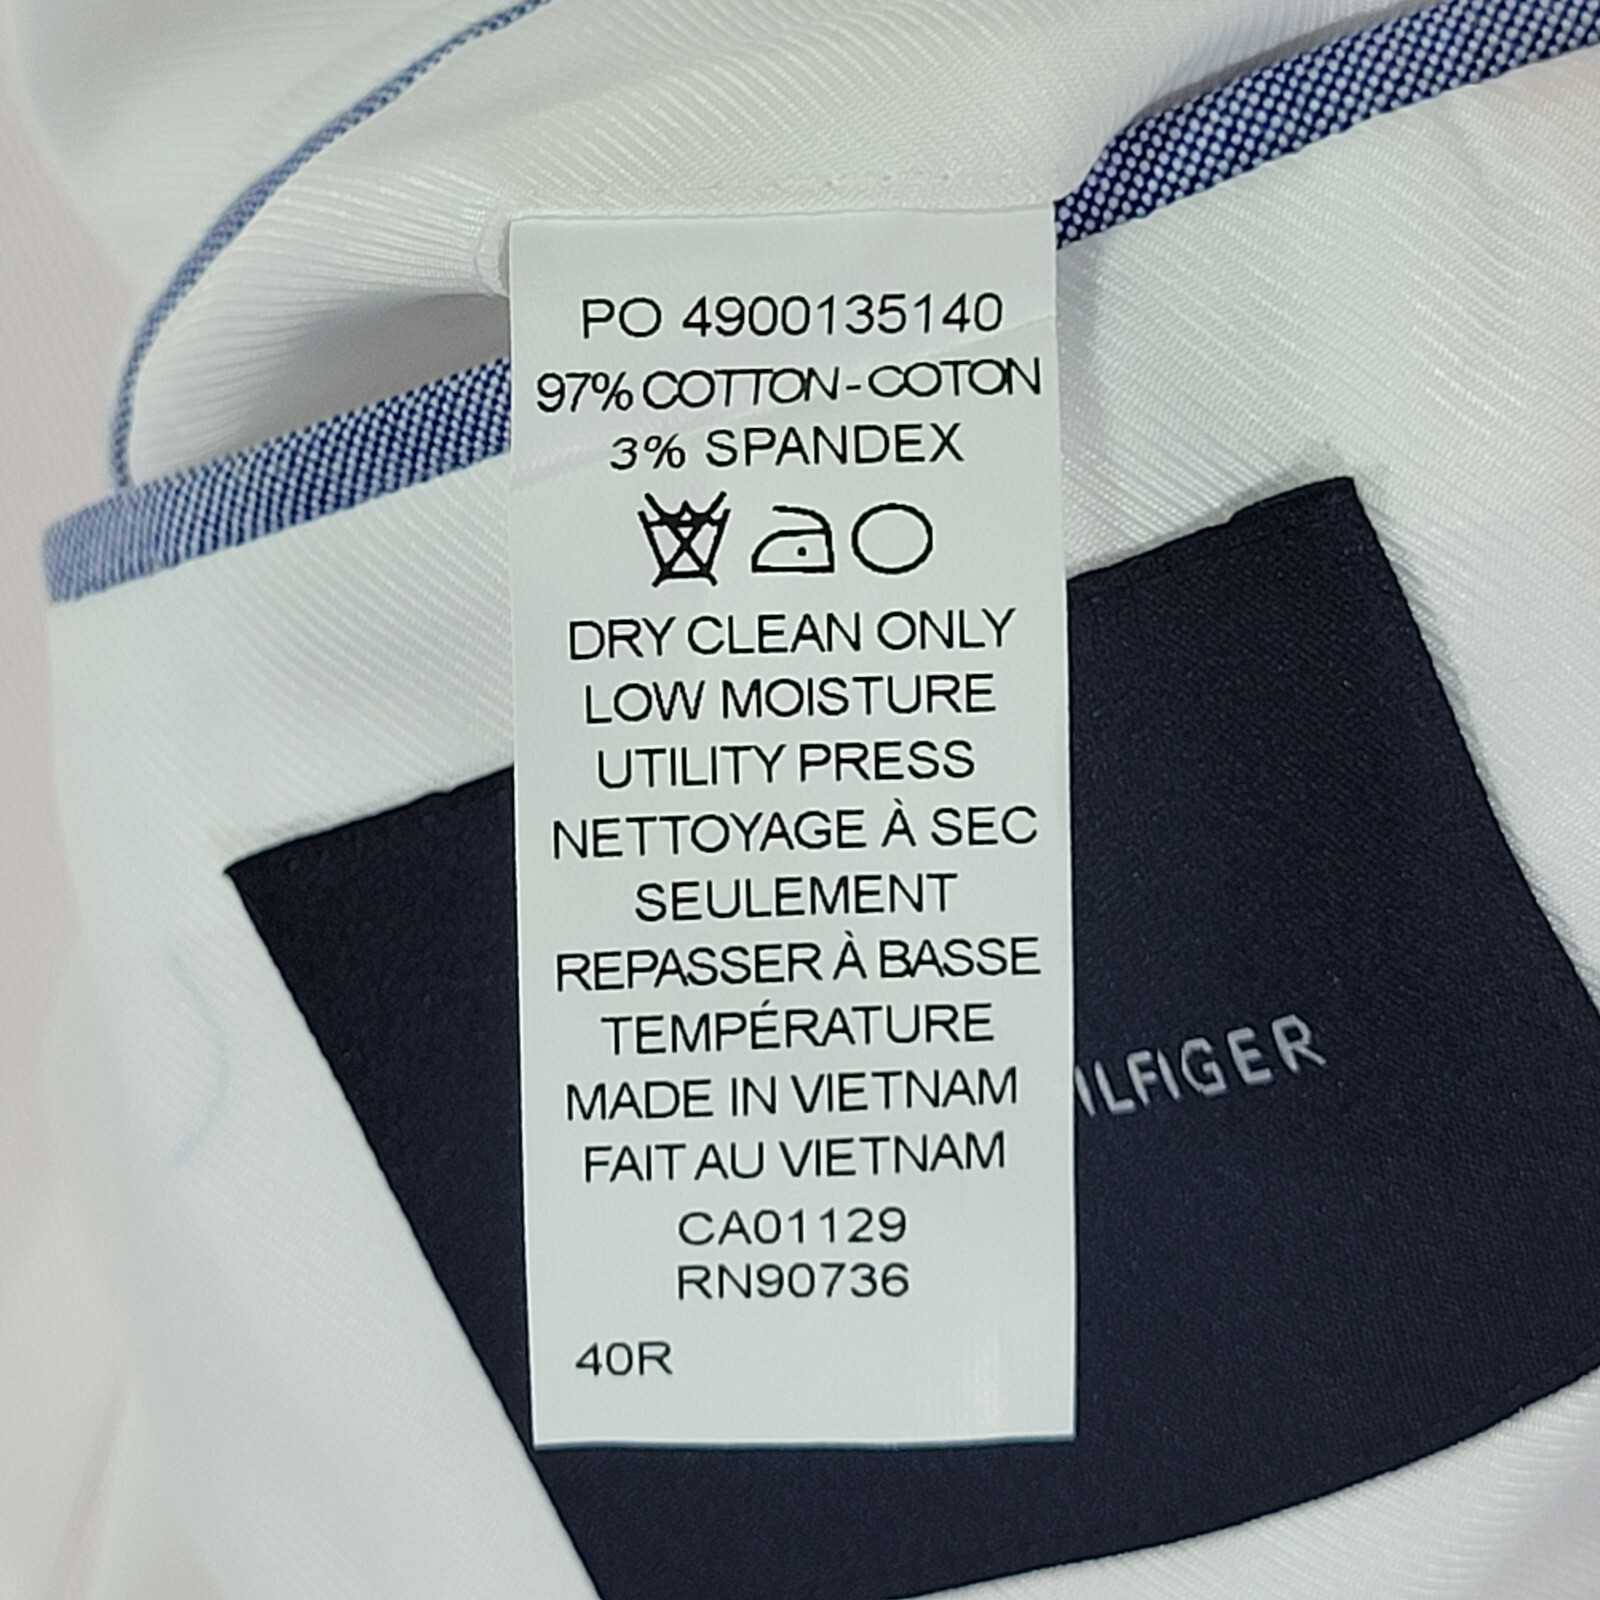 PO 4900135140
97% COTTON-COTON
3% SPANDEX
DRY CLEAN ONLY
LOW MOISTURE
UTILITY PRESS
NETTOYAGE À SEC
SEULEMENT
REPASSER À BASSE
TEMPÉRATURE
MADE IN VIETNAM
FAIT AU VIETNAM
CA01129
RN90736
40R
ILFIGER